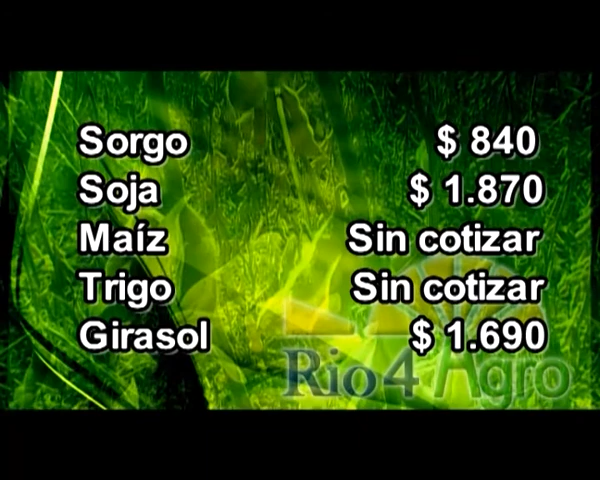 Sorgo $ 840
Soja $ 1.870
Maíz Sin cotizar
Trigo Sin cotizar
Girasol $ 1.690
Rio4 Agro